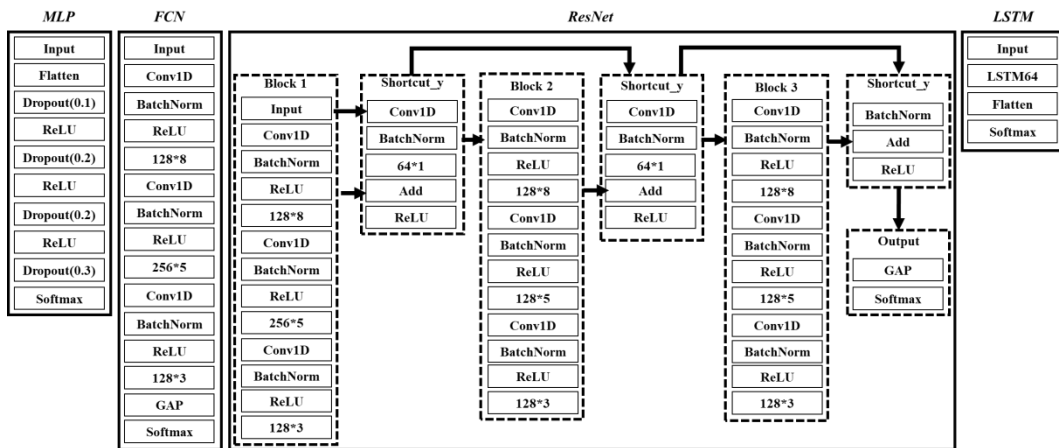 MLP
Input
Flatten
Dropout(0.1)
ReLU
Dropout(0.2)
ReLU
Dropout(0.2)
ReLU
Dropout(0.3)
Softmax
FCN
Input
Conv1D
BatchNorm
ReLU
128*8
Conv1D
BatchNorm
ReLU
256*5
Conv1D
BatchNorm
ReLU
128*3
GAP
Softmax
ResNet
Block 1
Input
Conv1D
BatchNorm
ReLU
128*8
Conv1D
BatchNorm
ReLU
256*5
Conv1D
BatchNorm
ReLU
128*3
Shortcut_y
Conv1D
BatchNorm
64*1
Add
ReLU
Block 2
Conv1D
BatchNorm
ReLU
128*8
Conv1D
BatchNorm
ReLU
128*5
Conv1D
BatchNorm
ReLU
128*3
Shortcut_y
Conv1D
BatchNorm
64*1
Add
ReLU
Block 3
Conv1D
BatchNorm
ReLU
128*8
Conv1D
BatchNorm
ReLU
128*5
Conv1D
BatchNorm
ReLU
128*3
Shortcut_y
BatchNorm
Add
ReLU
Output
GAP
Softmax
LSTM
Input
LSTM64
Flatten
Softmax